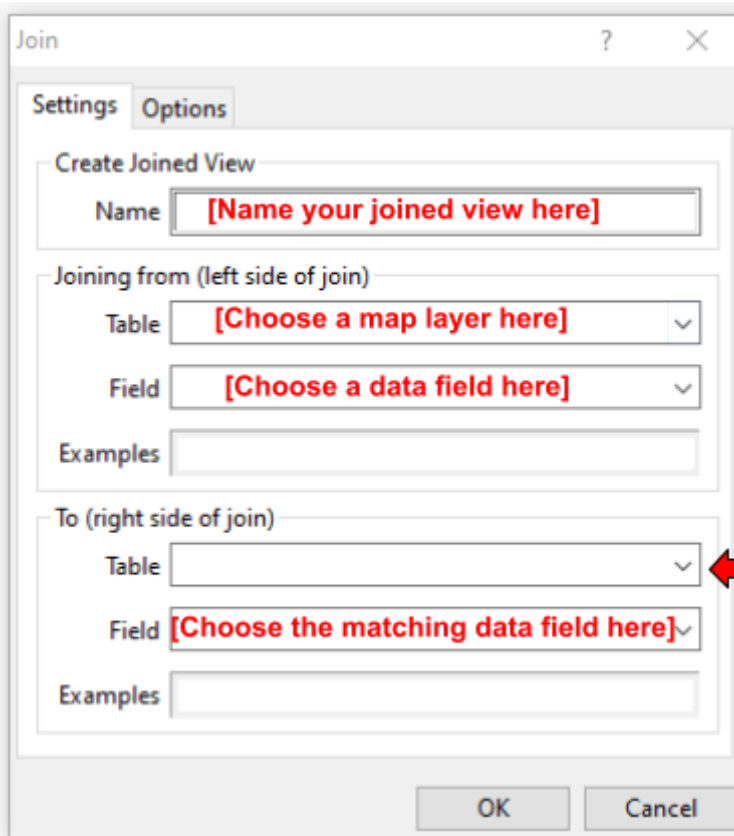 Join ?
Settings Options
Create Joined View
Name [Name your joined view here]
Joining from (left side of join)
Table [Choose a map layer here]
Field [Choose a data field here]
Examples
To (right side of join)
Table
Field [Choose the matching data field here]
Examples
OK Cancel